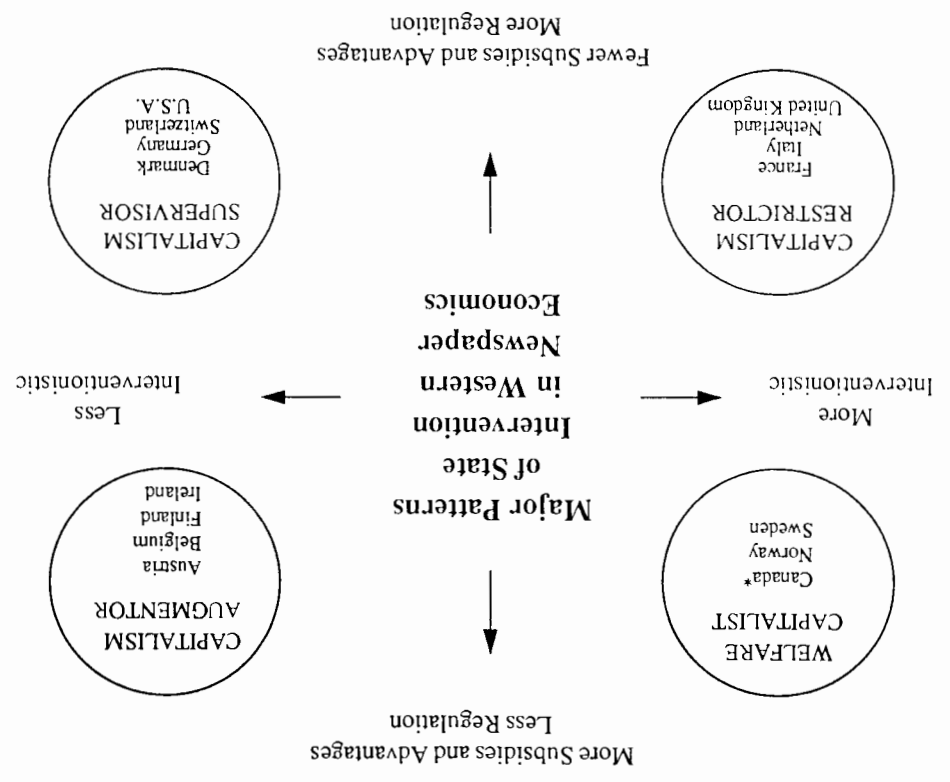 More Subsidies and Advantages
Less Regulation
WELFARE
CAPITALIST
Canada*
Norway
Sweden
CAPITALISM
AUGMENTOR
Austria
Belgium
Finland
Ireland
Major Patterns
of State
Intervention
in Western
Newspaper
Economics
More
Interventionistic
Less
Interventionistic
CAPITALISM
RESTRICTOR
France
Italy
Netherland
United Kingdom
CAPITALISM
SUPERVISOR
Denmark
Germany
Switzerland
U.S.A.
Fewer Subsidies and Advantages
More Regulation